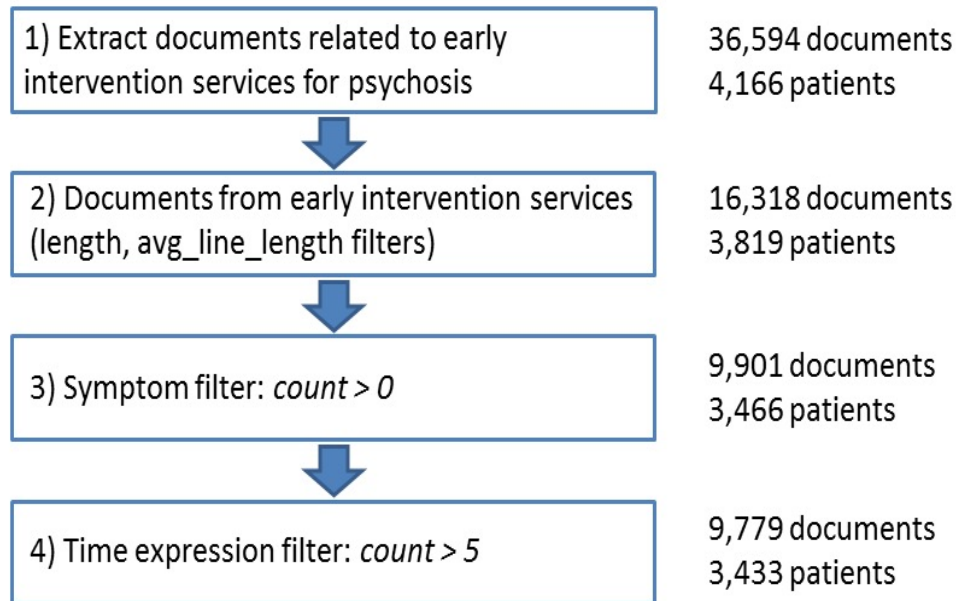 1) Extract documents related to early
intervention services for psychosis
36,594 documents
4,166 patients
2) Documents from early intervention services
(length, avg_line_length filters)
16,318 documents
3,819 patients
3) Symptom filter: count > 0
9,901 documents
3,466 patients
4) Time expression filter: count > 5
9,779 documents
3,433 patients